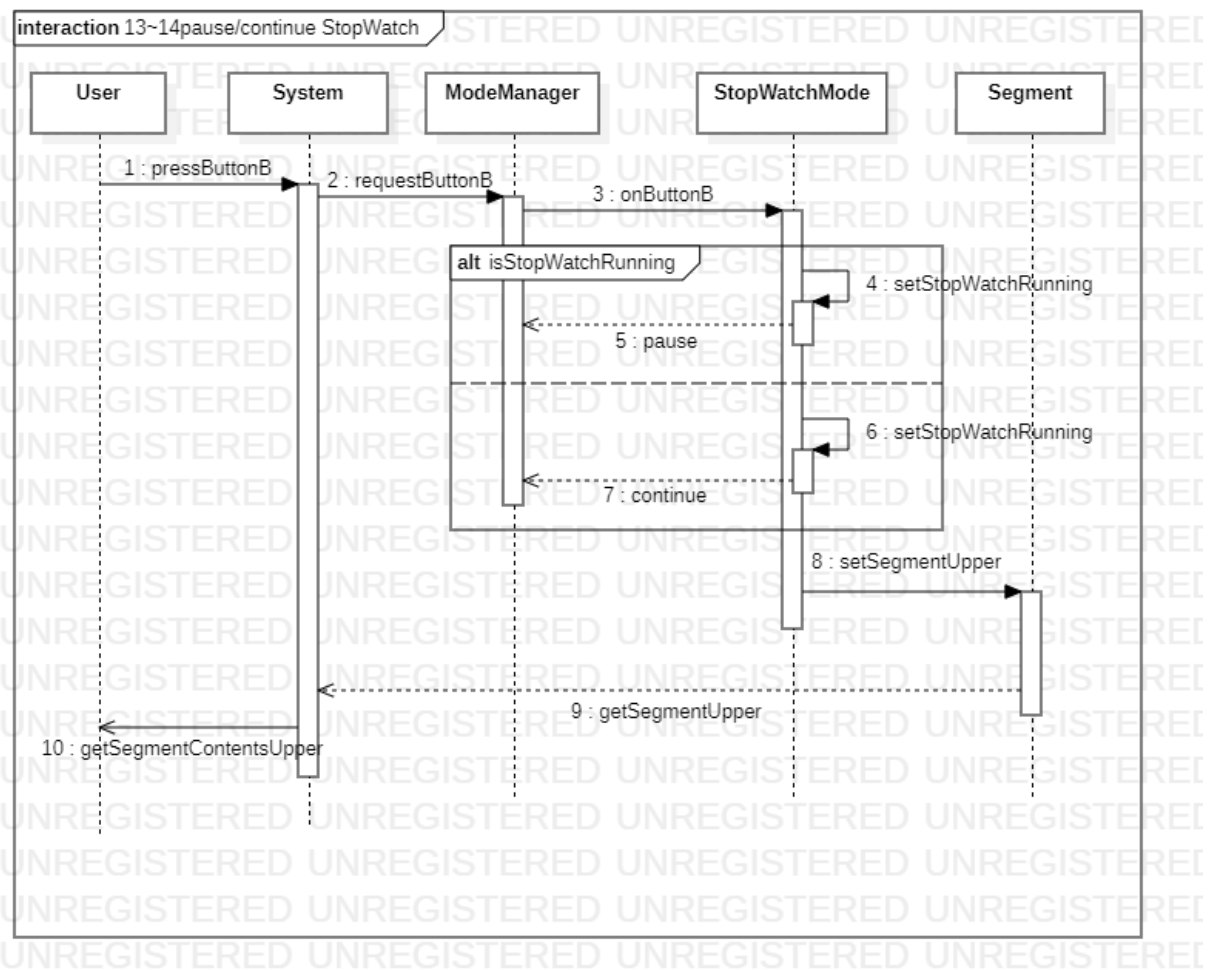 interaction 13~14pause/continue StopWatch
User
System
ModeManager
StopWatchMode
Segment
1 : pressButtonB
2 : requestButtonB
3 : onButtonB
alt isStopWatchRunning
4 : setStopWatchRunning
5 : pause
6 : setStopWatchRunning
7 : continue
8 : setSegmentUpper
9 : getSegmentUpper
10 : getSegmentContentsUpper
UNREGISTERED